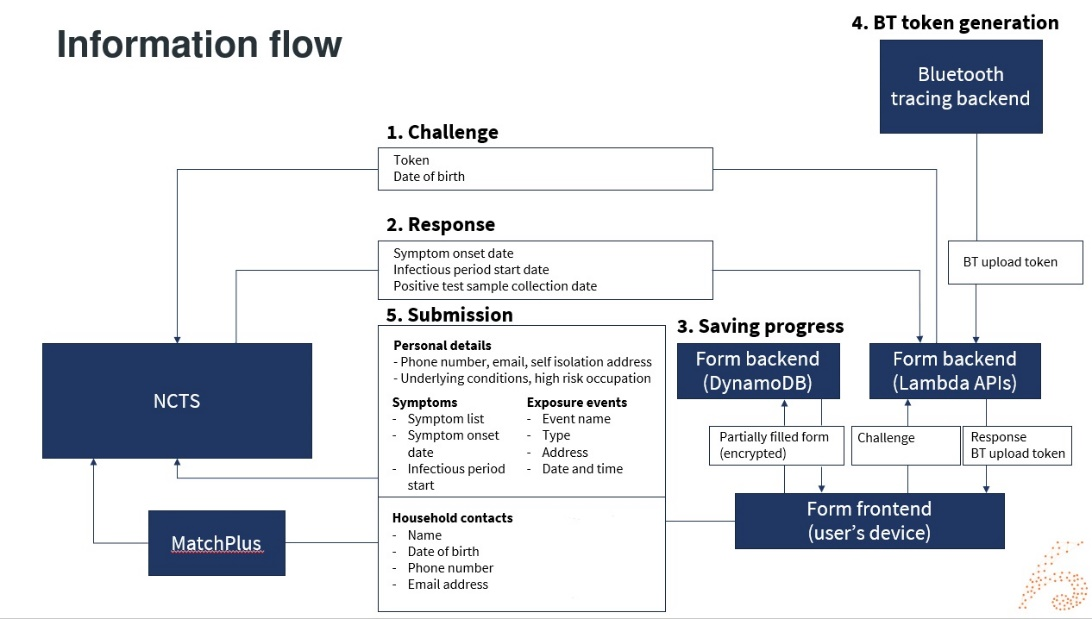 Information flow
4. BT token generation
Bluetooth
tracing backend
1. Challenge
Token
Date of birth
2. Response
Symptom onset date
Infectious period start date
Positive test sample collection date
BT upload token
5. Submission
Personal details
- Phone number, email, self isolation address
- Underlying conditions, high risk occupation
Symptoms
- Symptom list
- Symptom onset
date
- Infectious period
start
Exposure events
- Event name
- Type
- Address
- Date and time
Household contacts
- Name
- Date of birth
- Phone number
- Email address
3. Saving progress
Form backend
(DynamoDB)
Form backend
(Lambda APIs)
NCTS
Partially filled form
(encrypted)
Challenge
Response
BT upload token
Form frontend
(user’s device)
MatchPlus